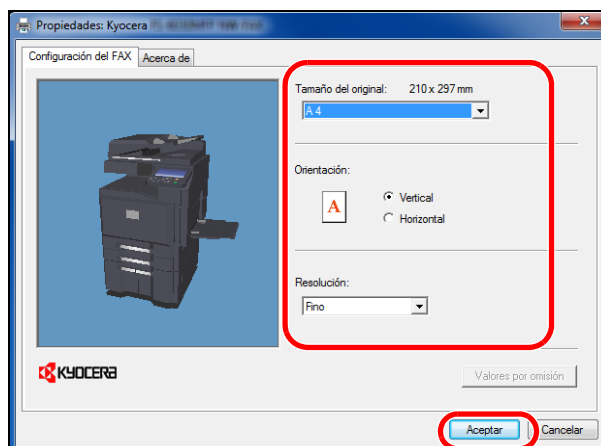 Propiedades: Kyocera
Configuración del FAX
Acerca de
Tamaño del original: 210 x 297 mm
A4
Orientación:
A
Vertical
Horizontal
Resolución:
Fino
KYOCERA
Valores por omisión
Aceptar
Cancelar